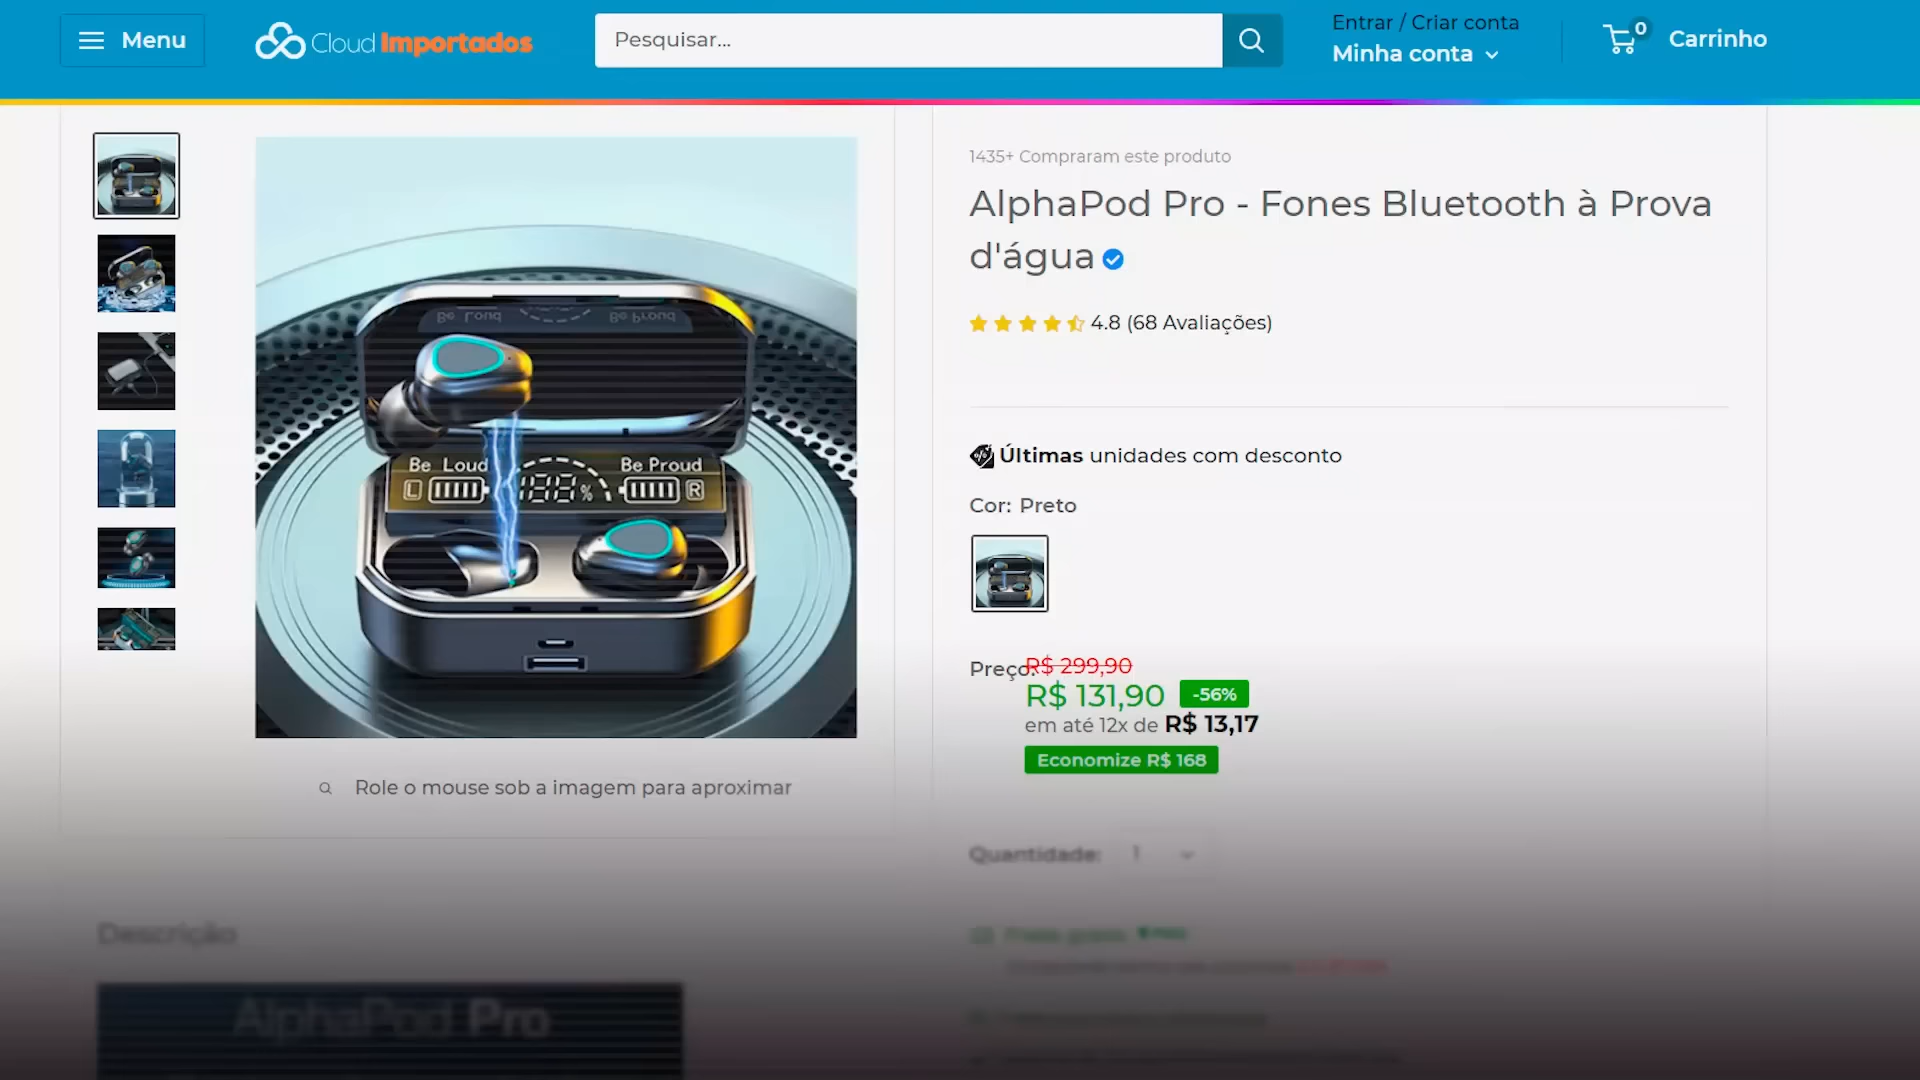 Menu
Cloud Importados
Pesquisar...
Entrar / Criar conta
Minha conta
0
Carrinho
1435+ Compraram este produto
AlphaPod Pro - Fones Bluetooth à Prova
d'água
4.8 (68 Avaliações)
Be Loud
Be Proud
Be Loud
Be Proud
L
188%
R
Últimas unidades com desconto
Cor: Preto
Preço:
R$ 299,90
R$ 131,90
-56%
em até 12x de R$ 13,17
Economize R$ 168
Role o mouse sob a imagem para aproximar
Quantidade:
1
Descrição
AlphaPod Pro